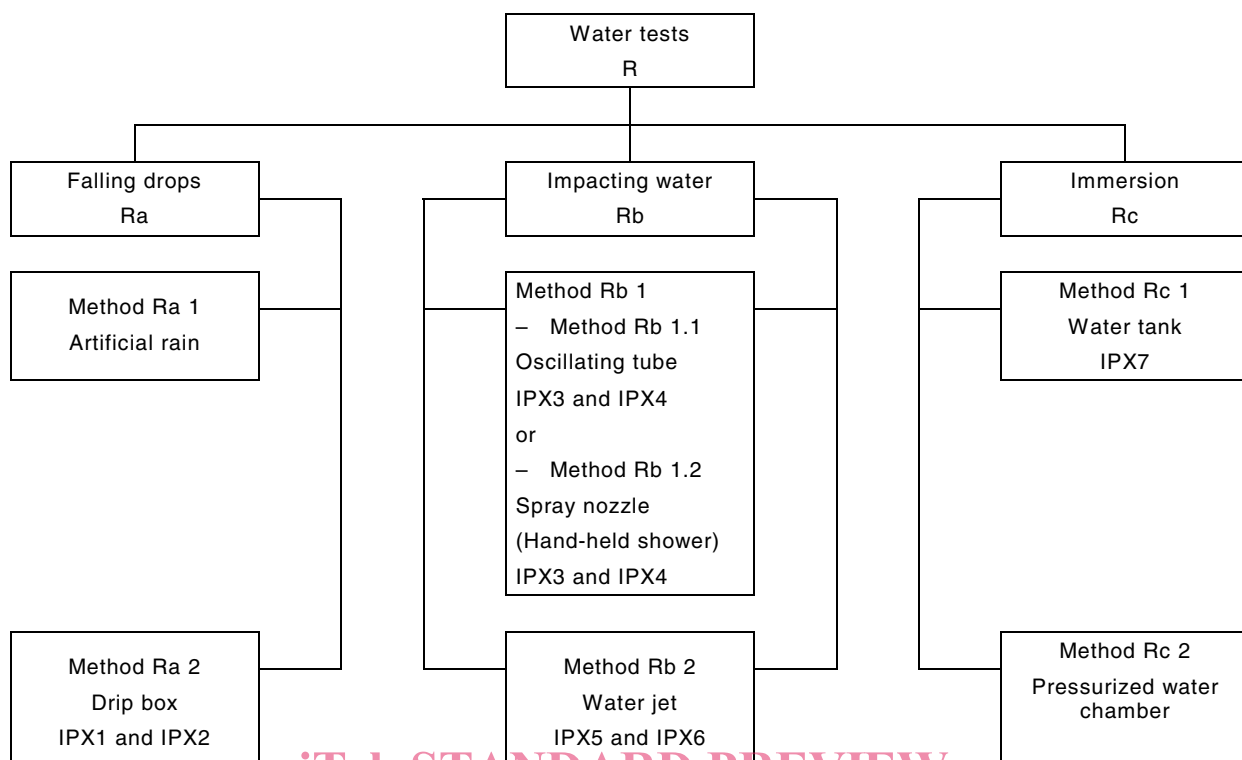 Water tests
R
Falling drops
Ra
Impacting water
Rb
Immersion
Rc
Method Ra 1
Artificial rain
Method Rb 1
– Method Rb 1.1
Oscillating tube
IPX3 and IPX4
or
– Method Rb 1.2
Spray nozzle
(Hand-held shower)
IPX3 and IPX4
Method Rc 1
Water tank
IPX7
Method Ra 2
Drip box
IPX1 and IPX2
Method Rb 2
Water jet
IPX5 and IPX6
Method Rc 2
Pressurized water
chamber
STANDARD PREVIEW